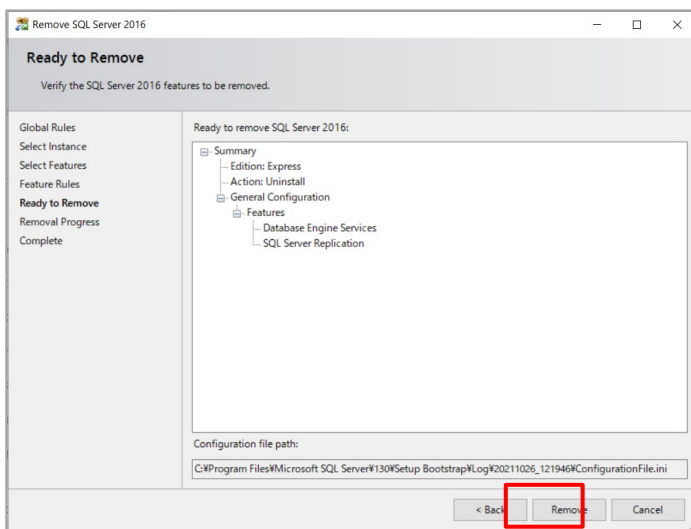 Remove SQL Server 2016
Ready to Remove
Verify the SQL Server 2016 features to be removed.
Global Rules
Select Instance
Select Features
Feature Rules
Ready to Remove
Removal Progress
Complete
Ready to remove SQL Server 2016:
Summary
Edition: Express
Action: Uninstall
General Configuration
Features
Database Engine Services
SQL Server Replication
Configuration file path:
C:¥Program Files¥Microsoft SQL Server¥130¥Setup Bootstrap¥Log¥20211026_121946¥ConfigurationFile.ini
< Back Remove Cancel